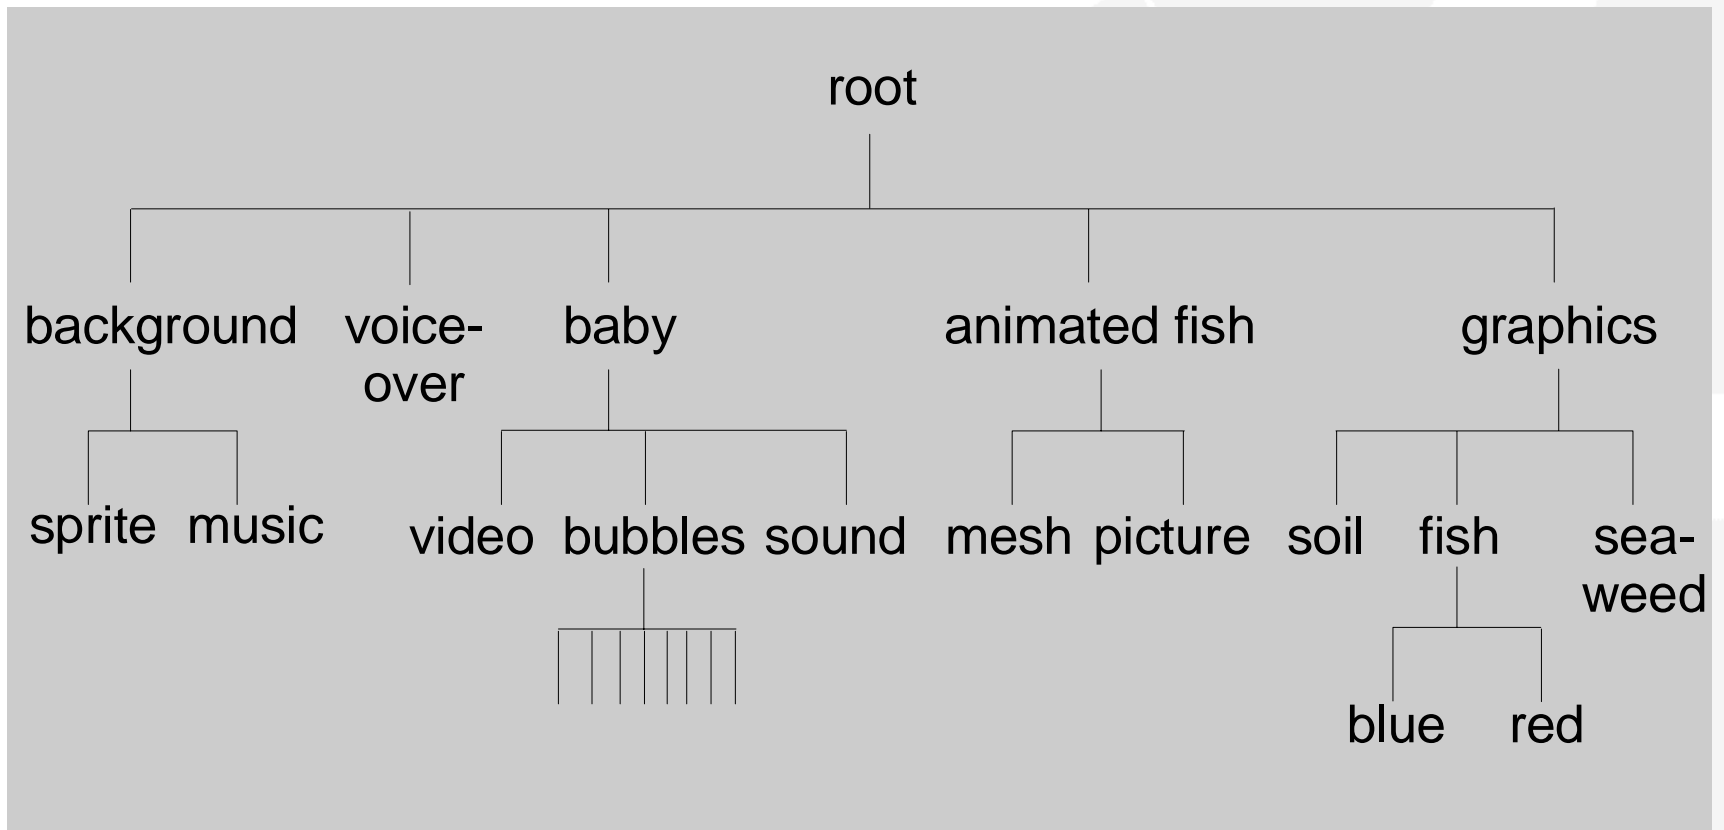 root
background voice- baby animated fish graphics
over
sprite music video bubbles sound mesh picture soil fish sea-
weed
blue red